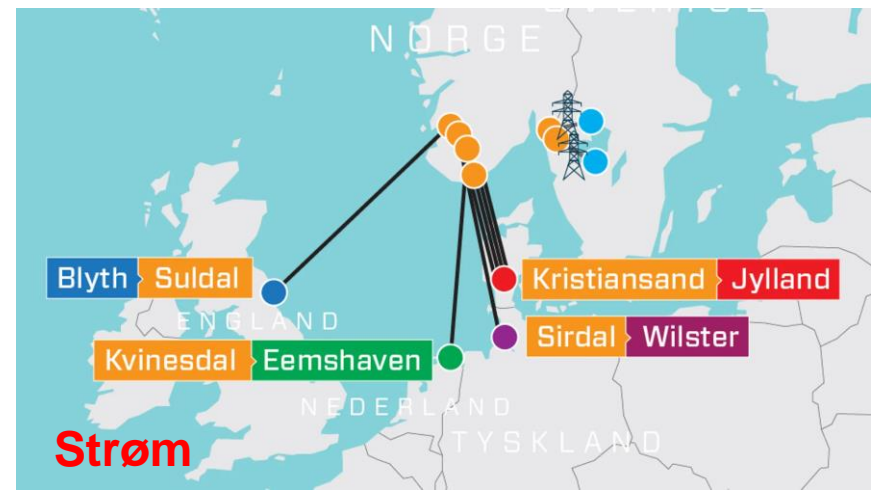 NORGE
Blyth Suldal
Kristiansand Jylland
ENGLAND
Sirdal Wilster
Kvinesdal Eemshaven
NEDERLAND
Strøm
TYSKLAND